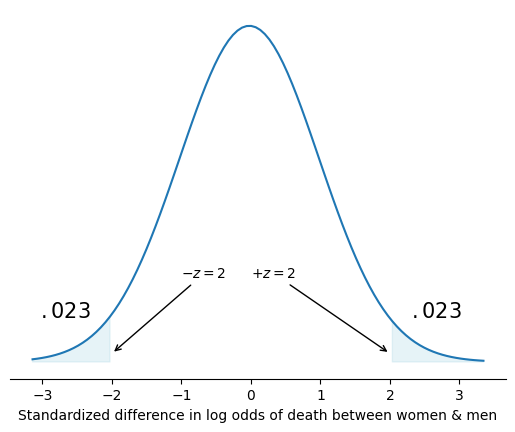 −z = 2 +z = 2
.023 .023
−3 −2 −1 0 1 2 3
Standardized difference in log odds of death between women & men